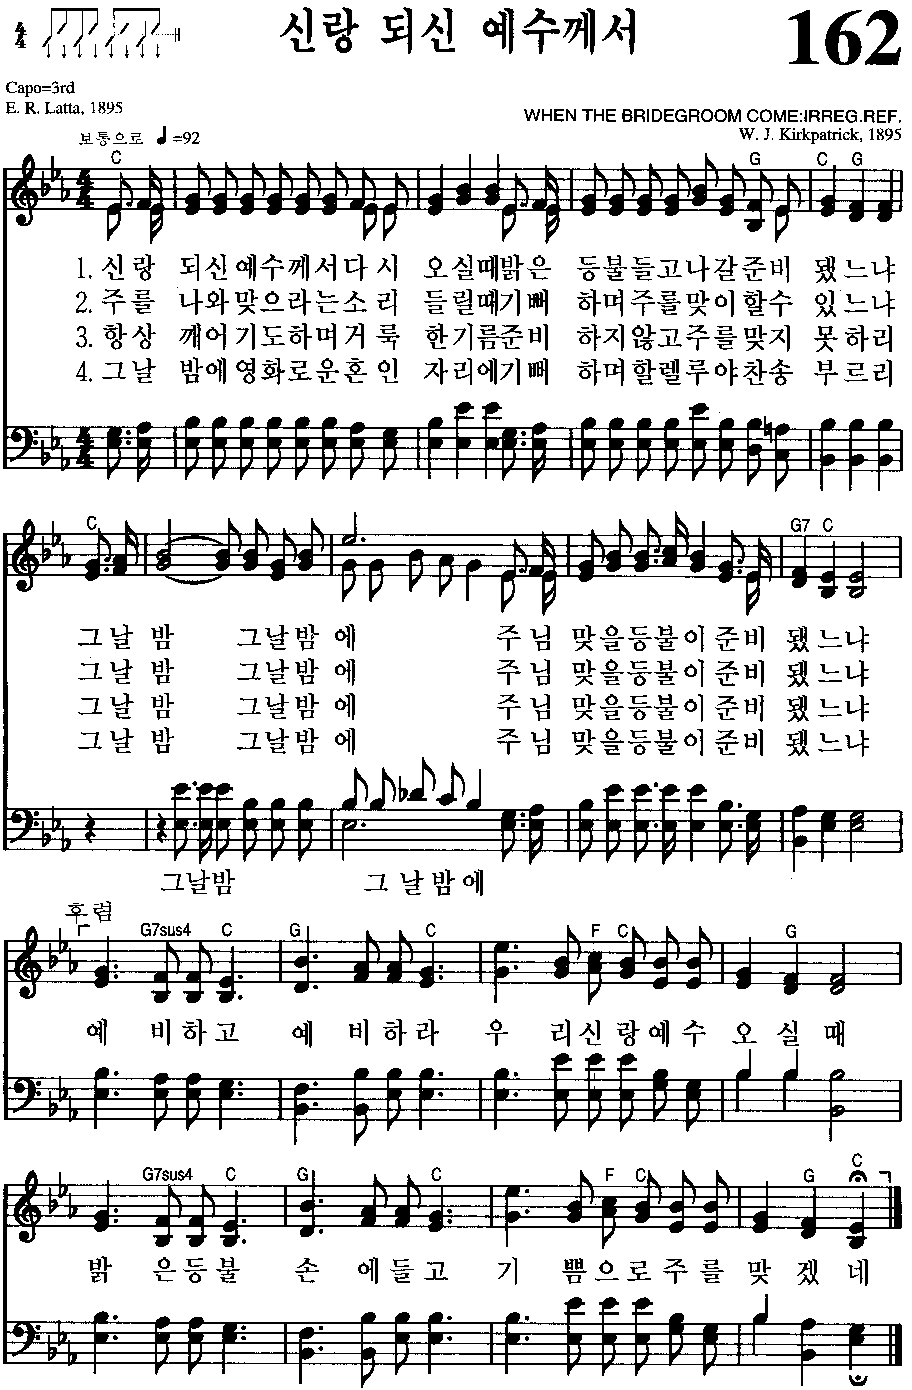 4/4 신랑 되신 예수께서 162
Capo=3rd
E. R. Latta, 1895
WHEN THE BRIDEGROOM COME:IRREG.REF.
보통으로 ♩=92 W. J. Kirkpatrick, 1895
C G C G
1. 신랑 되신예수께서다시 오실때밝은 등불들고나갈준비 됐느냐
2. 주를 나와맞으라는소리 들릴때기뻐 하며주를맞이할수 있느냐
3. 항상 깨어기도하며거룩 한기름준비 하지않고주를맞지 못하리
4. 그날 밤에영화로운혼인 자리에기뻐 하며할렐루야찬송 부르리
C G7 C
그날 밤 그날밤에 주님 맞을등불이준비 됐느냐
그날 밤 그날밤에 주님 맞을등불이준비 됐느냐
그날 밤 그날밤에 주님 맞을등불이준비 됐느냐
그날 밤 그날밤에 주님 맞을등불이준비 됐느냐
그날밤 그날밤에
후렴
G7sus4 C G C F C G
예 비하고 예 비하라 우 리신랑예수 오실때
G7sus4 C G C F C G C
밝 은등불 손 에들고 기 쁨으로주를 맞겠네